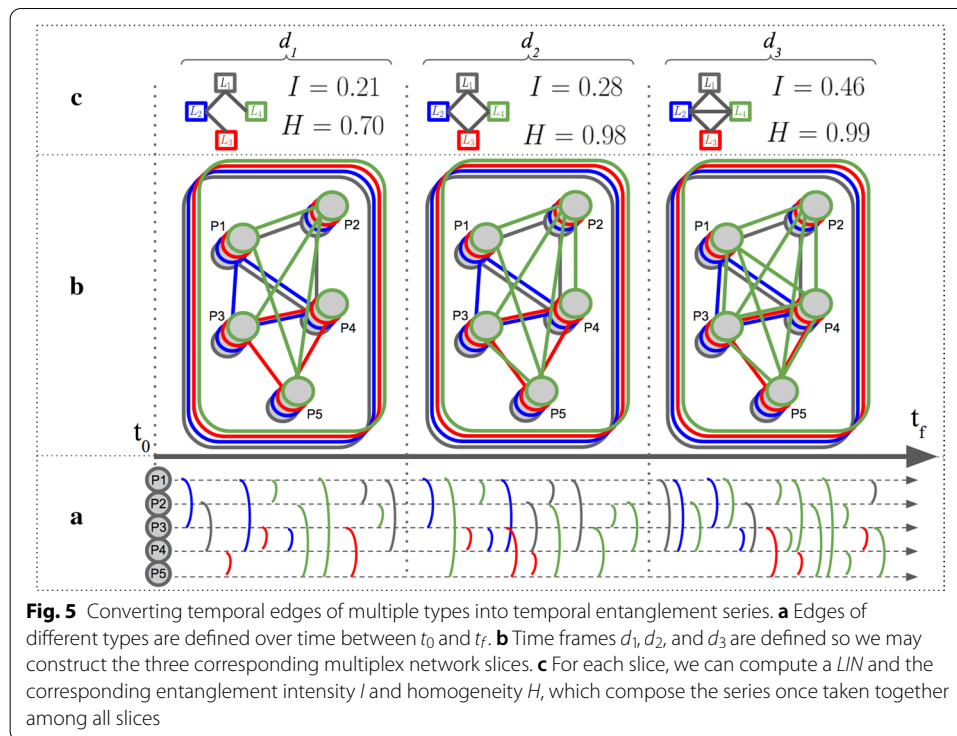 d₁ d₂ d₃
c
L₁ L₂ L₄ L₃ I = 0.21 H = 0.70
L₁ L₂ L₄ L₃ I = 0.28 H = 0.98
L₁ L₂ L₄ L₃ I = 0.46 H = 0.99
b
P1 P2 P3 P4 P5
P1 P2 P3 P4 P5
P1 P2 P3 P4 P5
t₀ t_f
a
P1
P2
P3
P4
P5
Fig. 5 Converting temporal edges of multiple types into temporal entanglement series. a Edges of
different types are defined over time between t₀ and t_f. b Time frames d₁, d₂, and d₃ are defined so we may
construct the three corresponding multiplex network slices. c For each slice, we can compute a LIN and the
corresponding entanglement intensity I and homogeneity H, which compose the series once taken together
among all slices